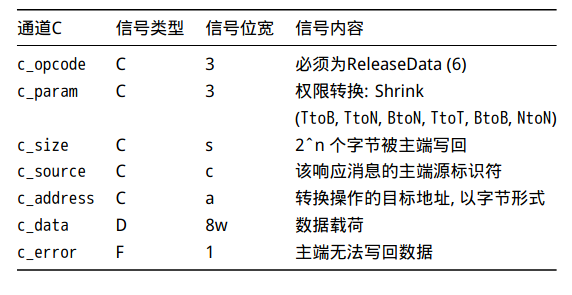 通道C 信号类型 信号位宽 信号内容
c_opcode C 3 必须为ReleaseData (6)
c_param C 3 权限转换: Shrink
(TtoB, TtoN, BtoN, TtoT, BtoB, NtoN)
c_size C s 2^n 个字节被主端写回
c_source C c 该响应消息的主端源标识符
c_address C a 转换操作的目标地址, 以字节形式
c_data D 8w 数据载荷
c_error F 1 主端无法写回数据